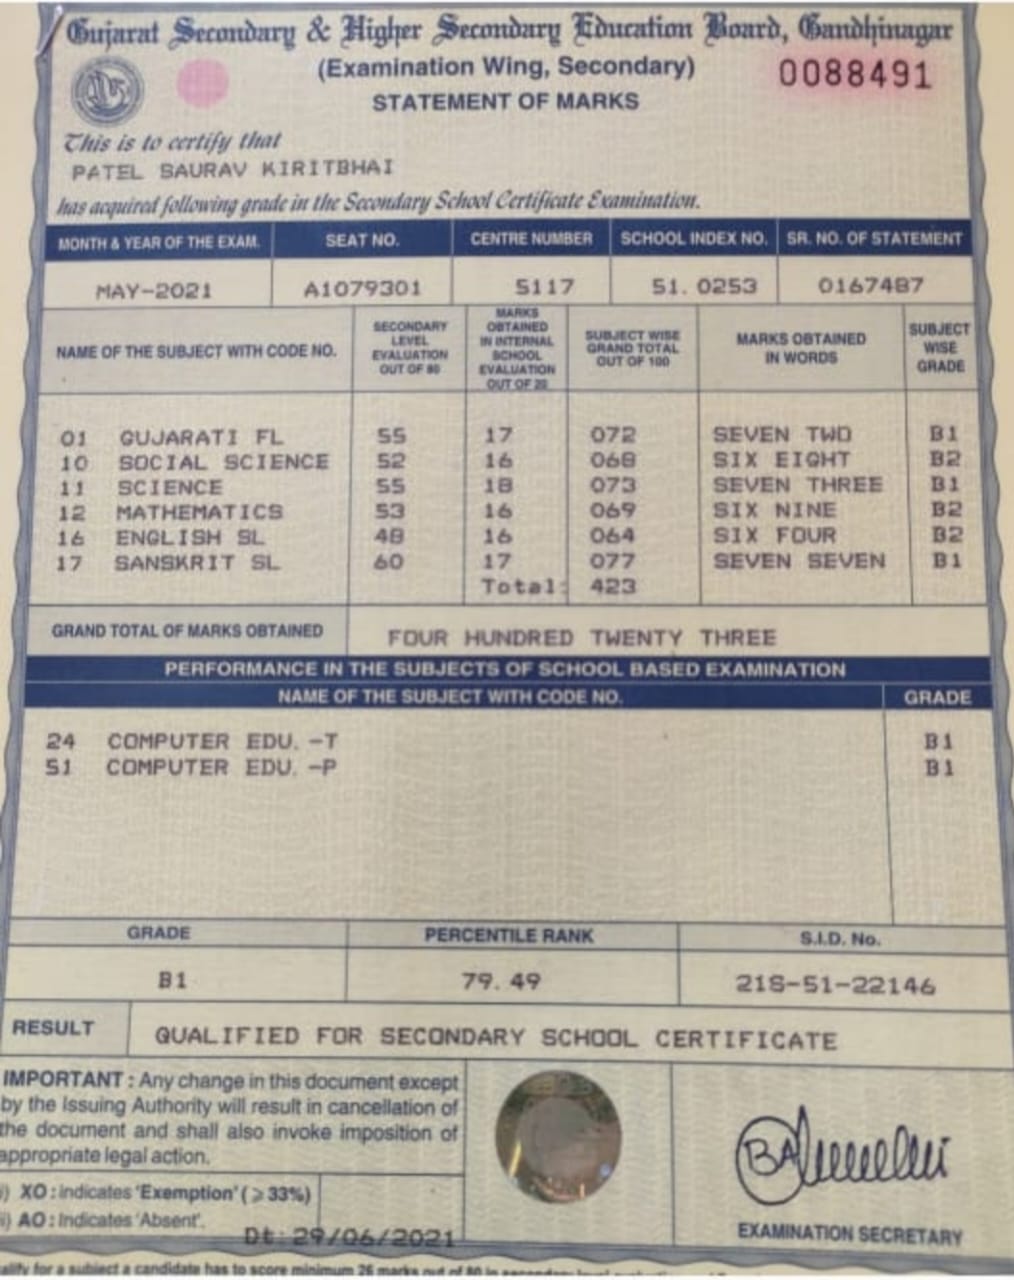 Gujarat Secondary & Higher Secondary Education Board, Gandhinagar
(Examination Wing, Secondary)
0088491
STATEMENT OF MARKS
This is to certify that
PATEL SAURAV KIRITBHAI
has acquired following grade in the Secondary School Certificate Examination.
MONTH & YEAR OF THE EXAM. SEAT NO. CENTRE NUMBER SCHOOL INDEX NO. SR. NO. OF STATEMENT
MAY-2021 A1079301 5117 51.0253 0167487
NAME OF THE SUBJECT WITH CODE NO. SECONDARY LEVEL EVALUATION OUT OF 80 MARKS OBTAINED IN INTERNAL SCHOOL EVALUATION OUT OF 20 SUBJECT WISE GRAND TOTAL OUT OF 100 MARKS OBTAINED IN WORDS SUBJECT WISE GRADE
01 GUJARATI FL 55 17 072 SEVEN TWO B1
10 SOCIAL SCIENCE 52 16 068 SIX EIGHT B2
11 SCIENCE 55 18 073 SEVEN THREE B1
12 MATHEMATICS 53 16 069 SIX NINE B2
16 ENGLISH SL 48 16 064 SIX FOUR B2
17 SANSKRIT SL 60 17 077 SEVEN SEVEN B1
Total: 423
GRAND TOTAL OF MARKS OBTAINED FOUR HUNDRED TWENTY THREE
PERFORMANCE IN THE SUBJECTS OF SCHOOL BASED EXAMINATION
NAME OF THE SUBJECT WITH CODE NO. GRADE
24 COMPUTER EDU. -T B1
51 COMPUTER EDU. -P B1
GRADE PERCENTILE RANK S.I.D. No.
B1 79.49 21S-51-22146
RESULT QUALIFIED FOR SECONDARY SCHOOL CERTIFICATE
IMPORTANT : Any change in this document except
by the Issuing Authority will result in cancellation of
the document and shall also invoke imposition of
appropriate legal action.
i) XO : Indicates 'Exemption' (≥33%)
i) AO : Indicates 'Absent'.
Dt: 29/06/2021
EXAMINATION SECRETARY
alify for a subject a candidate has to score minimum 26 marks out of 80 in